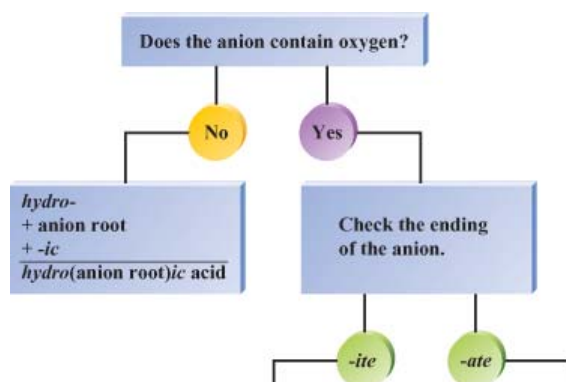 Does the anion contain oxygen?
No
Yes
hydro-
+ anion root
+ -ic
hydro(anion root)ic acid
Check the ending
of the anion.
-ite
-ate